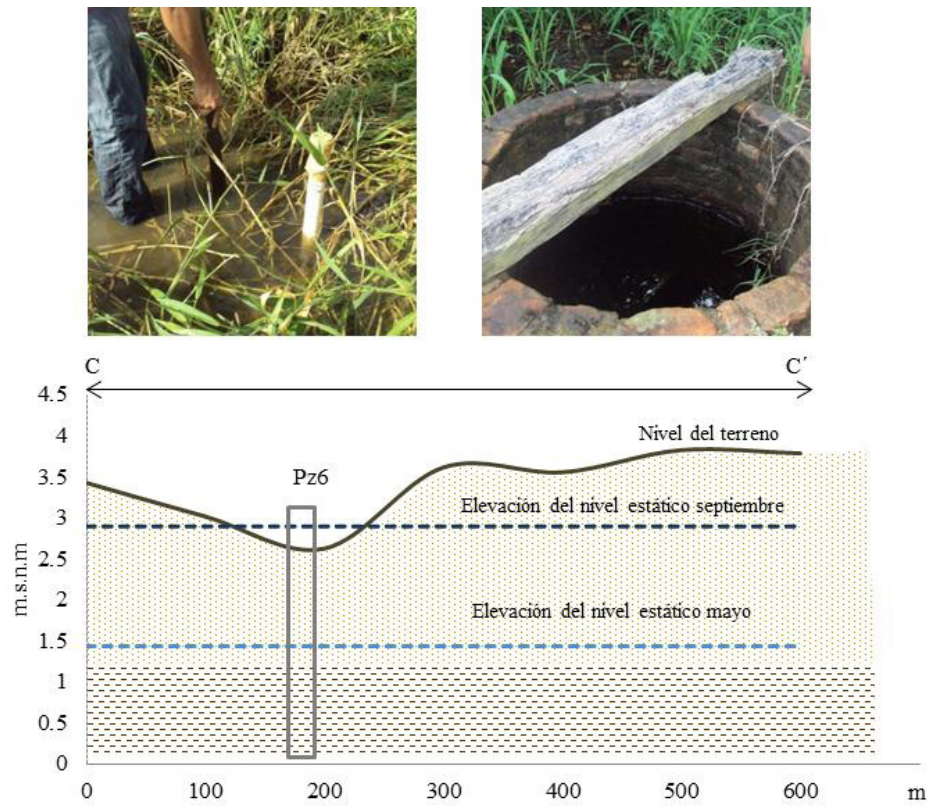 C
C´
4.5
4
3.5
3
2.5
2
1.5
1
0.5
0
m.s.n.m
Nivel del terreno
Pz6
Elevación del nivel estático septiembre
Elevación del nivel estático mayo
0
100
200
300
400
500
600
m